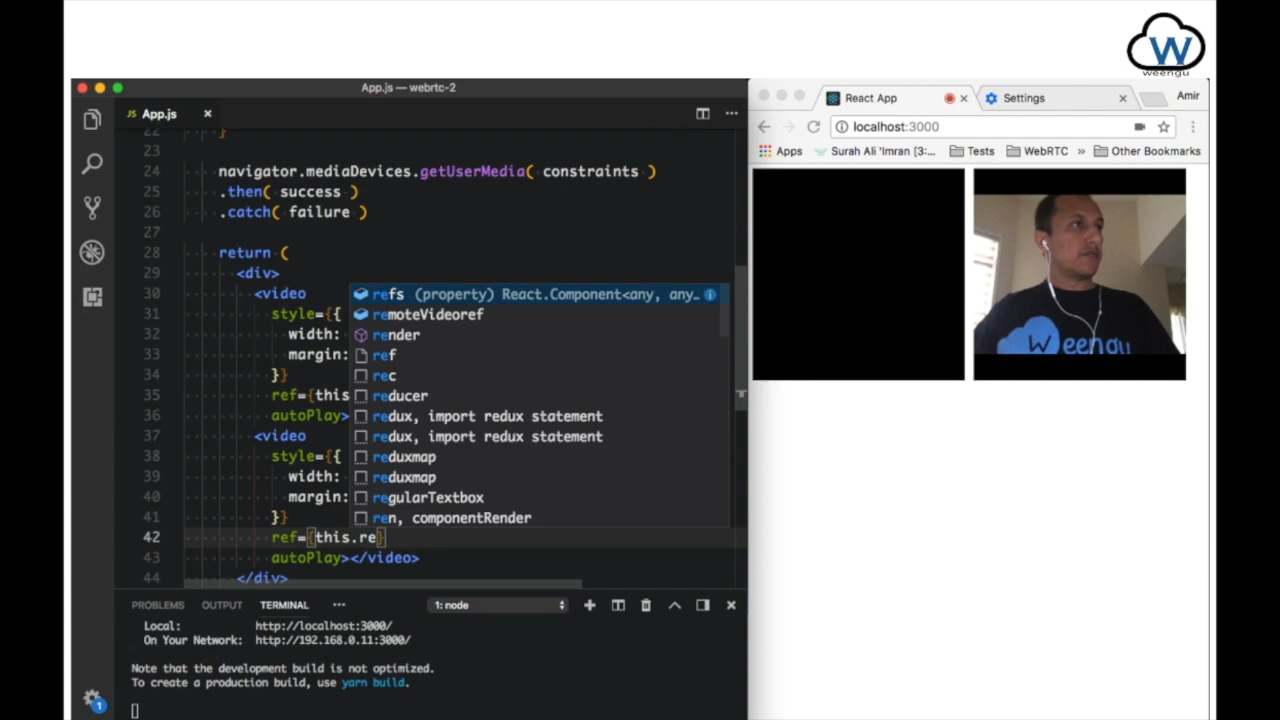 W
weengu
App.js — webrtc-2
JS App.js ×
22 }
23
24 navigator.mediaDevices.getUserMedia( constraints )
25 .then( success )
26 .catch( failure )
27
28 return (
29 <div>
30 <video
31 style={{
32 width:
33 margin:
34 }}
35 ref={this
36 autoPlay>
37 <video
38 style={{
39 width:
40 margin:
41 }}
42 ref={this.re}
43 autoPlay></video>
44 </div>
refs (property) React.Component<any, any…
remoteVideoref
render
ref
rec
reducer
redux, import redux statement
redux, import redux statement
reduxmap
reduxmap
regularTextbox
ren, componentRender
PROBLEMS OUTPUT TERMINAL ••• 1: node
Local: http://localhost:3000/
On Your Network: http://192.168.0.11:3000/
Note that the development build is not optimized.
To create a production build, use yarn build.
1
React App
Settings
Amir
localhost:3000
Apps Surah Ali 'Imran [3:... Tests WebRTC » Other Bookmarks
Weengu